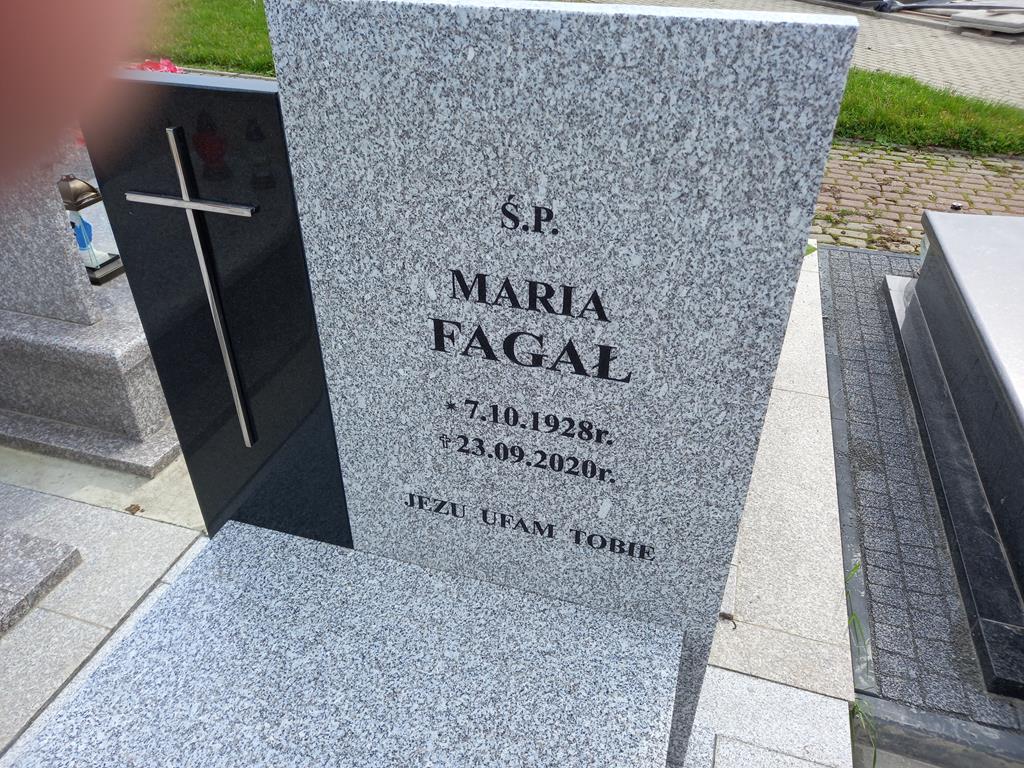 Ś.P.
MARIA
FAGAŁ
* 7.10.1928r.
✞ 23.09.2020r.
JEZU UFAM TOBIE